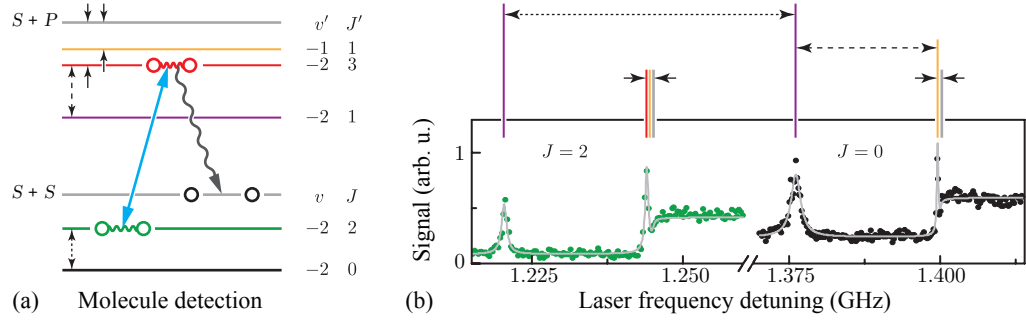 S + P
v′ J′
−1 1
−2 3
−2 1
S + S
v J
−2 2
−2 0
(a) Molecule detection
Signal (arb. u.)
1
0
J = 2
J = 0
1.225
1.250
1.375
1.400
(b) Laser frequency detuning (GHz)